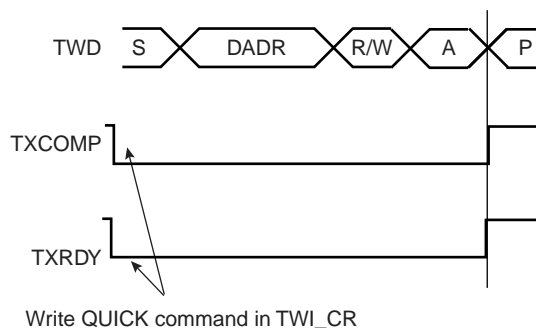 TWD S DADR R/W A P
TXCOMP
TXRDY
Write QUICK command in TWI_CR